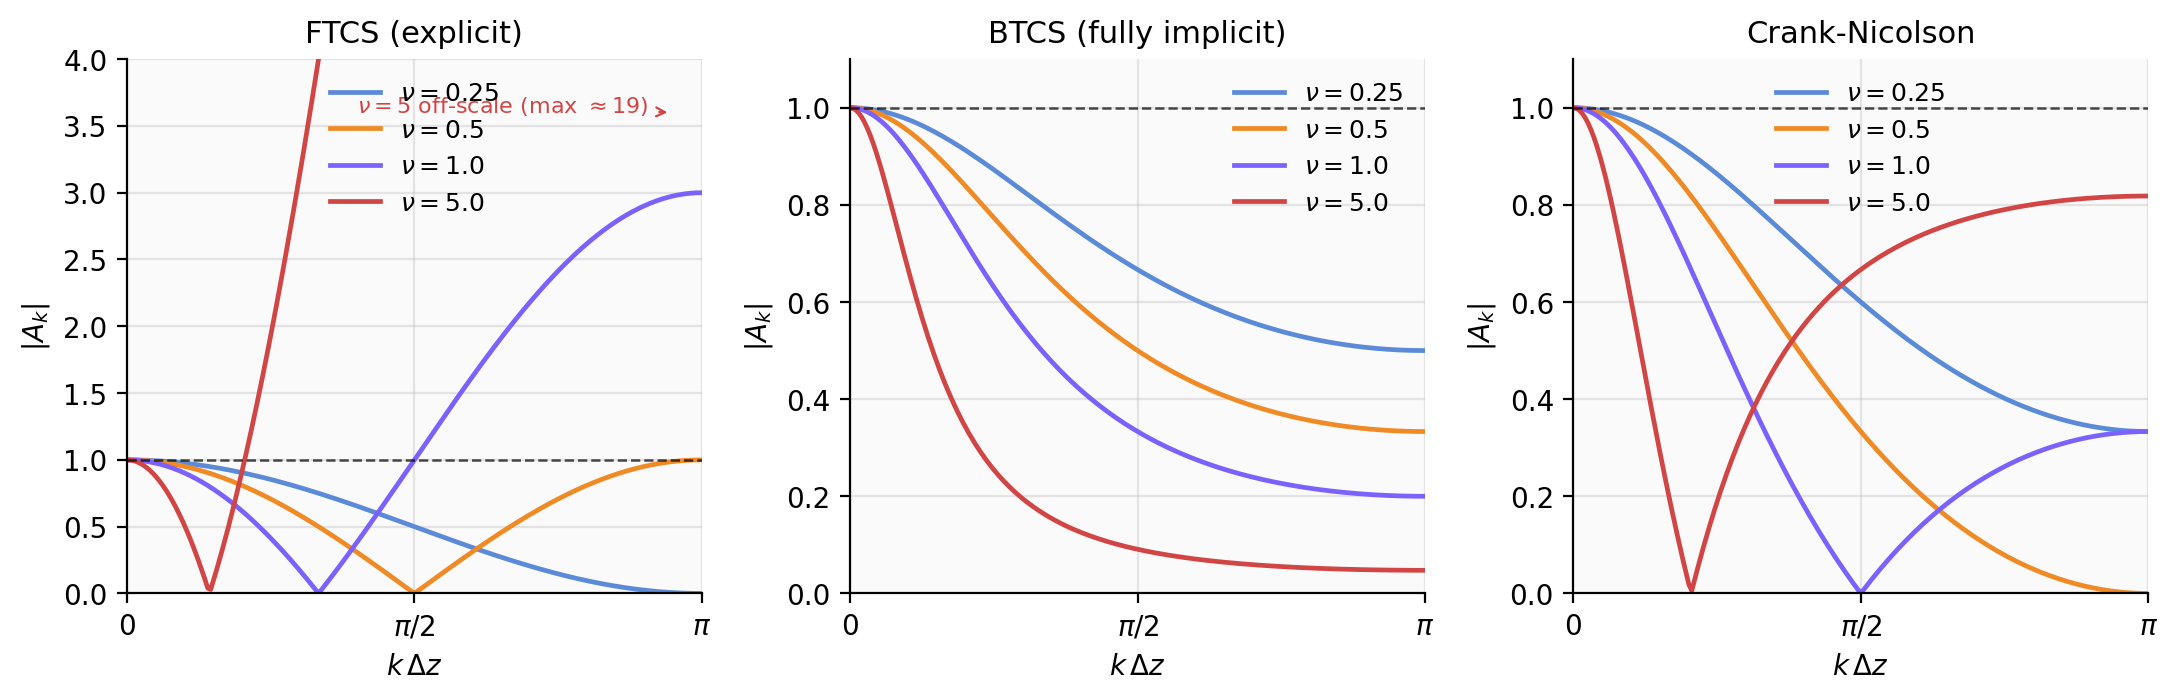 FTCS (explicit)
|A_k|
4.0
3.5
3.0
2.5
2.0
1.5
1.0
0.5
0.0
ν = 0.25
ν = 5 off-scale (max ≈ 19)
ν = 0.5
ν = 1.0
ν = 5.0
0
π/2
π
k Δz
BTCS (fully implicit)
|A_k|
1.0
0.8
0.6
0.4
0.2
0.0
ν = 0.25
ν = 0.5
ν = 1.0
ν = 5.0
0
π/2
π
k Δz
Crank-Nicolson
|A_k|
1.0
0.8
0.6
0.4
0.2
0.0
ν = 0.25
ν = 0.5
ν = 1.0
ν = 5.0
0
π/2
π
k Δz